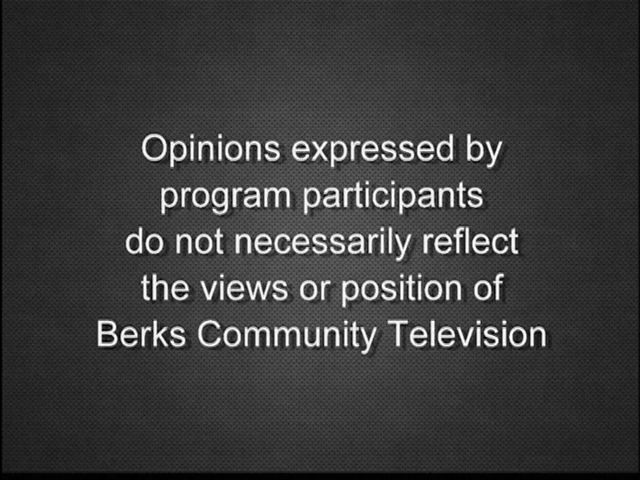 Opinions expressed by
program participants
do not necessarily reflect
the views or position of
Berks Community Television